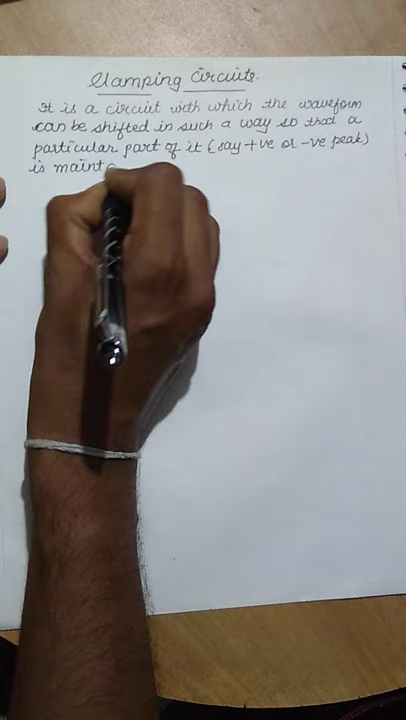 Clamping Circuits.
It is a circuit with which the waveform
can be shifted in such a way so that a
particular part of it (say +ve or -ve peak)
is mainta